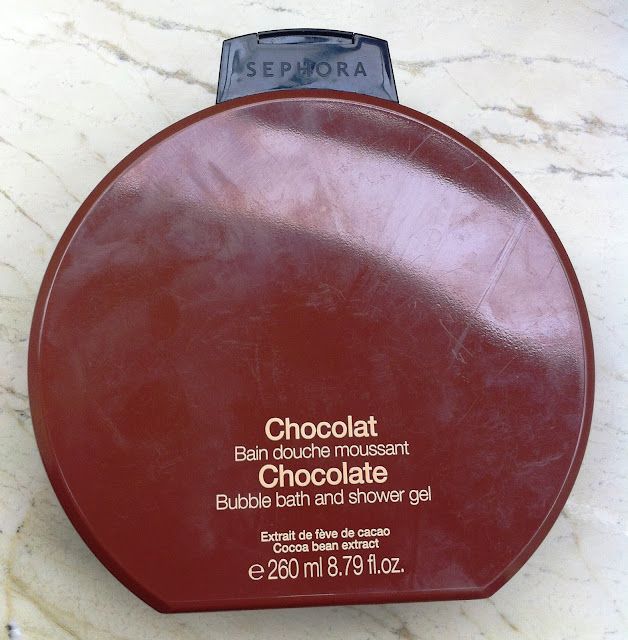 SEPHORA
Chocolat
Bain douche moussant
Chocolate
Bubble bath and shower gel
Extrait de fève de cacao
Cocoa bean extract
℮ 260 ml 8.79 fl.oz.